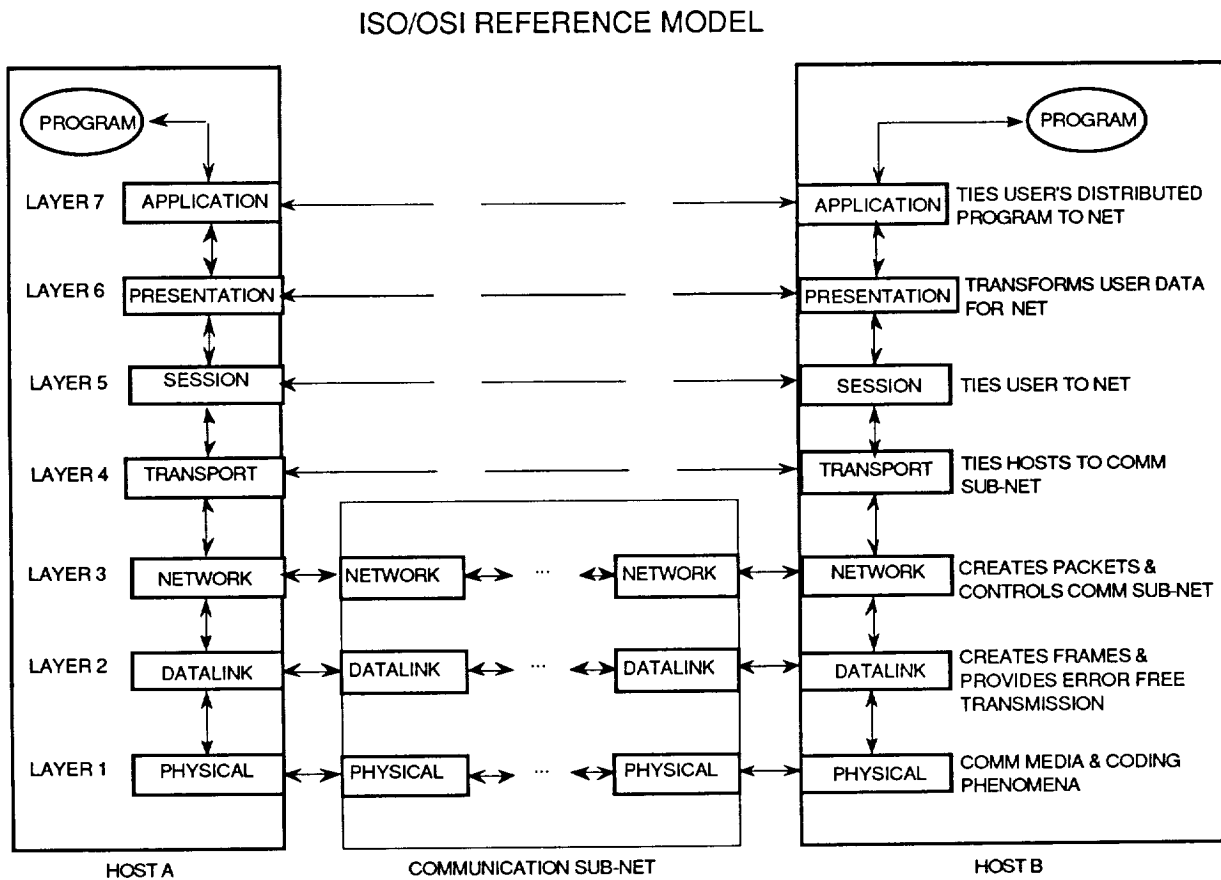 ISO/OSI REFERENCE MODEL
PROGRAM
PROGRAM
LAYER 7
APPLICATION
APPLICATION
TIES USER'S DISTRIBUTED
PROGRAM TO NET
LAYER 6
PRESENTATION
PRESENTATION
TRANSFORMS USER DATA
FOR NET
LAYER 5
SESSION
SESSION
TIES USER TO NET
LAYER 4
TRANSPORT
TRANSPORT
TIES HOSTS TO COMM
SUB-NET
LAYER 3
NETWORK
NETWORK
...
NETWORK
NETWORK
CREATES PACKETS &
CONTROLS COMM SUB-NET
LAYER 2
DATALINK
DATALINK
...
DATALINK
DATALINK
CREATES FRAMES &
PROVIDES ERROR FREE
TRANSMISSION
LAYER 1
PHYSICAL
PHYSICAL
...
PHYSICAL
PHYSICAL
COMM MEDIA & CODING
PHENOMENA
HOST A
COMMUNICATION SUB-NET
HOST B